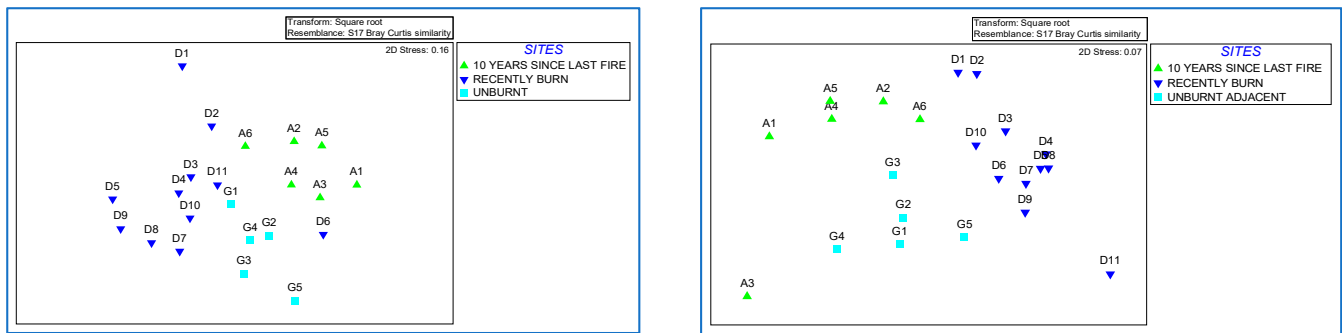 Transform: Square root
Resemblance: S17 Bray Curtis similarity
2D Stress: 0.16
SITES
10 YEARS SINCE LAST FIRE
RECENTLY BURN
UNBURNT
D1
D2
A6
A2
A5
D3
D11
D5
D4
G1
A4
A3
A1
D9
D10
D8
D7
G4
G2
D6
G3
G5
Transform: Square root
Resemblance: S17 Bray Curtis similarity
2D Stress: 0.07
SITES
10 YEARS SINCE LAST FIRE
RECENTLY BURN
UNBURNT ADJACENT
D1
D2
A5
A2
A4
A6
A1
D3
D10
D4
D8
G3
D6
D7
G2
D9
G4
G1
G5
D11
A3